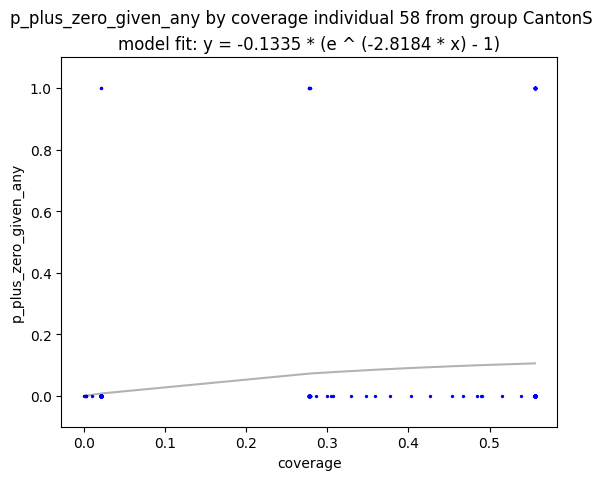 p_plus_zero_given_any by coverage individual 58 from group CantonS
model fit: y = -0.1335 * (e ^ (-2.8184 * x) - 1)
1.0
0.8
0.6
0.4
0.2
0.0
p_plus_zero_given_any
0.0 0.1 0.2 0.3 0.4 0.5
coverage